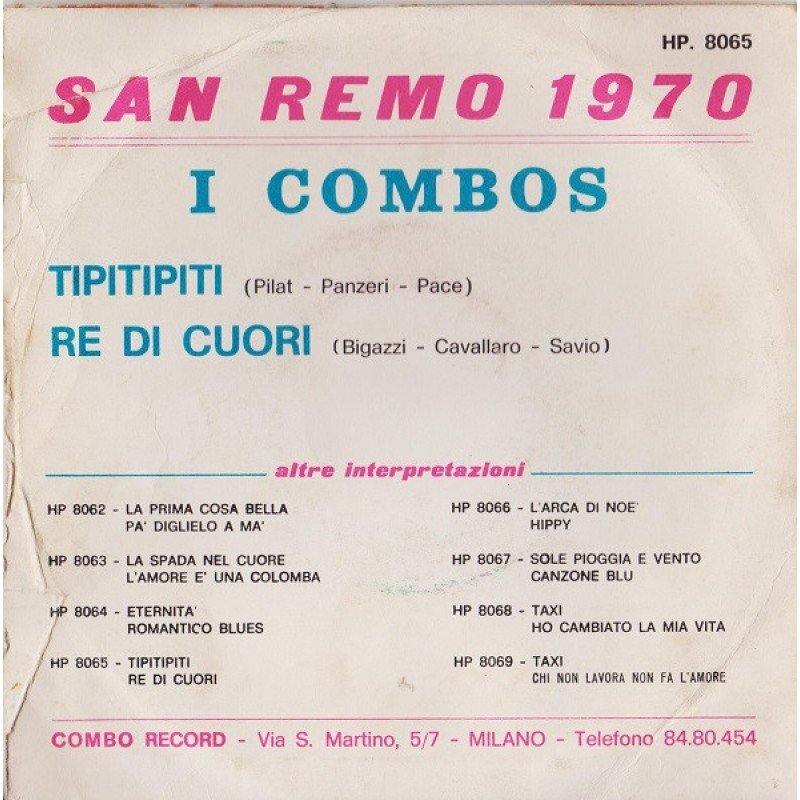 HP. 8065
SAN REMO 1970
I COMBOS
TIPITIPITI (Pilat - Panzeri - Pace)
RE DI CUORI (Bigazzi - Cavallaro - Savio)
altre interpretazioni
HP 8062 - LA PRIMA COSA BELLA
PA' DIGLIELO A MA'
HP 8063 - LA SPADA NEL CUORE
L'AMORE E' UNA COLOMBA
HP 8064 - ETERNITA'
ROMANTICO BLUES
HP 8065 - TIPITIPITI
RE DI CUORI
HP 8066 - L'ARCA DI NOE'
HIPPY
HP 8067 - SOLE PIOGGIA E VENTO
CANZONE BLU
HP 8068 - TAXI
HO CAMBIATO LA MIA VITA
HP 8069 - TAXI
CHI NON LAVORA NON FA L'AMORE
COMBO RECORD - Via S. Martino, 5/7 - MILANO - Telefono 84.80.454